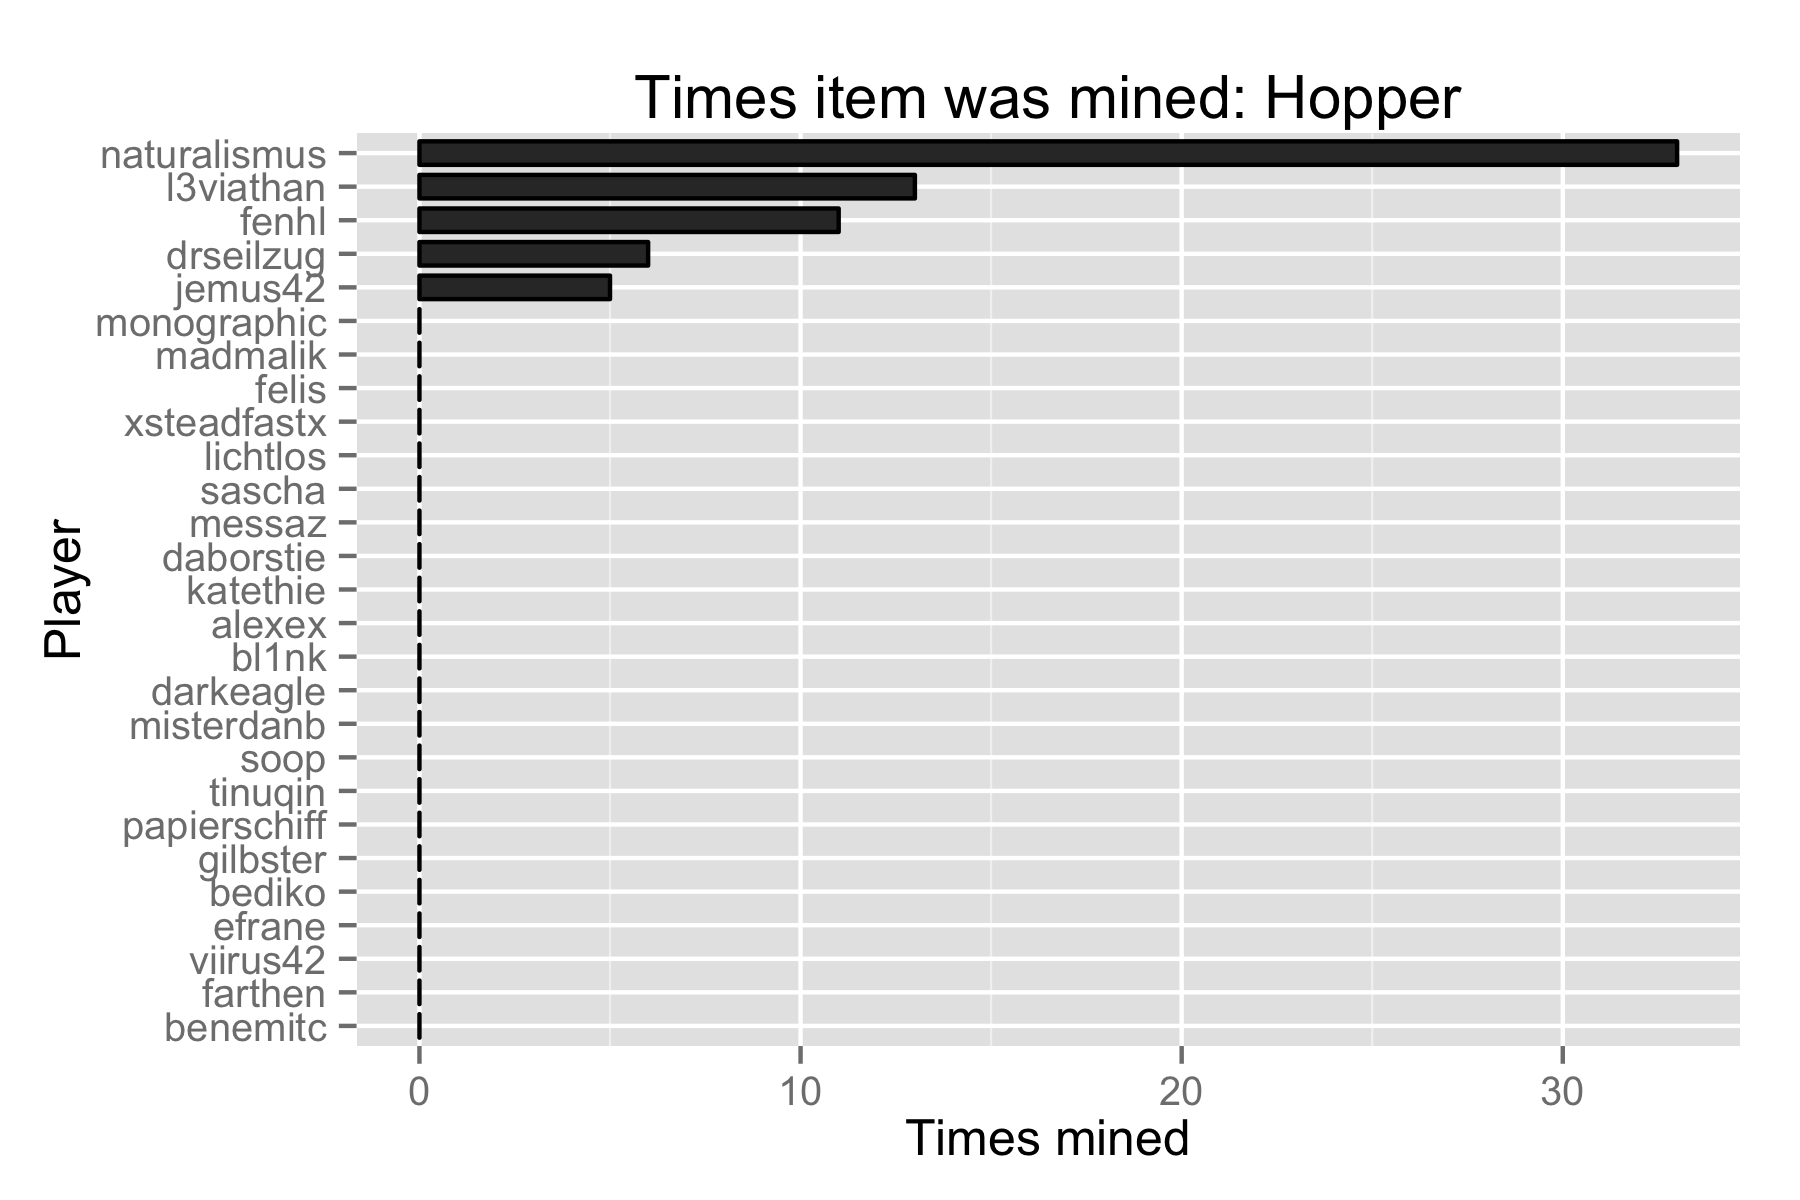 Times item was mined: Hopper
Player
naturalismus
l3viathan
fenhl
drseilzug
jemus42
monographic
madmalik
felis
xsteadfastx
lichtlos
sascha
messaz
daborstie
katethie
alexex
bl1nk
darkeagle
misterdanb
soop
tinuqin
papierschiff
gilbster
bediko
efrane
viirus42
farthen
benemitc
0 10 20 30
Times mined